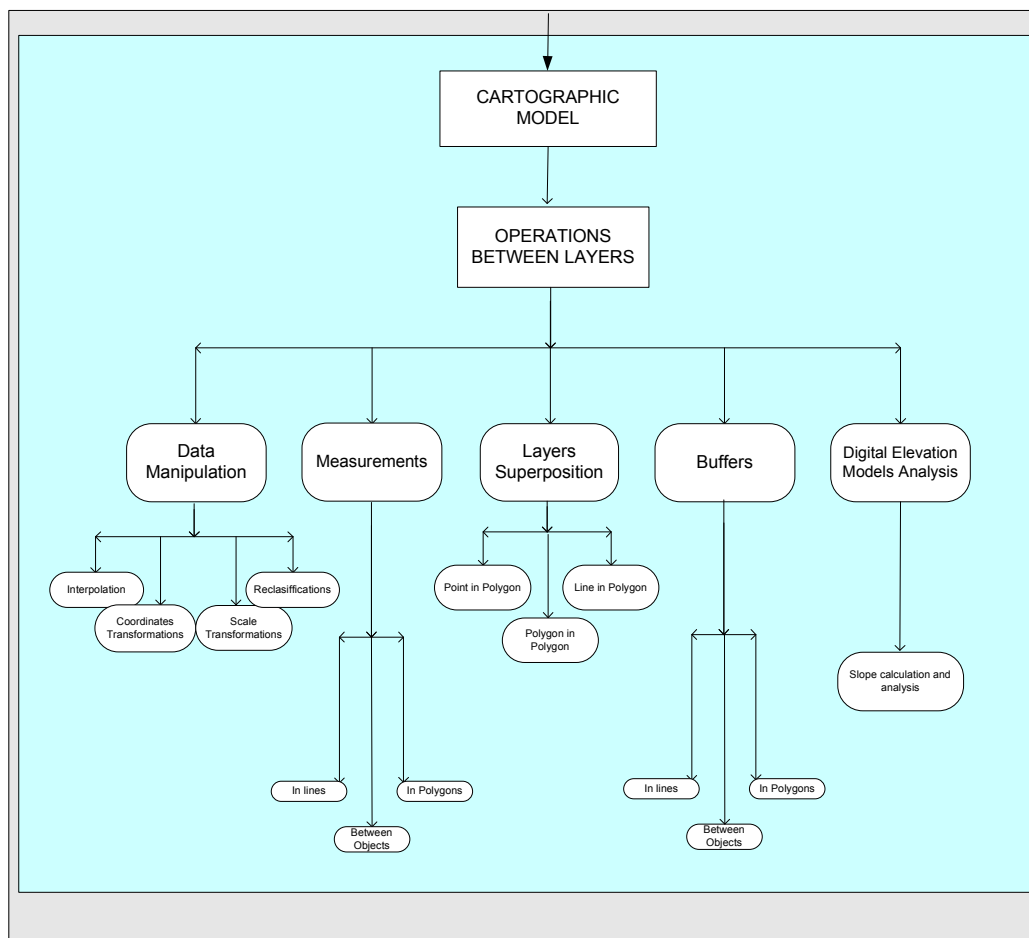 CARTOGRAPHIC
MODEL
OPERATIONS
BETWEEN LAYERS
Data
Manipulation
Measurements
Layers
Superposition
Buffers
Digital Elevation
Models Analysis
Interpolation
Coordinates
Transformations
Scale
Transformations
Reclasiffications
Point in Polygon
Polygon in
Polygon
Line in Polygon
Slope calculation and
analysis
In lines
Between
Objects
In Polygons
In lines
Between
Objects
In Polygons